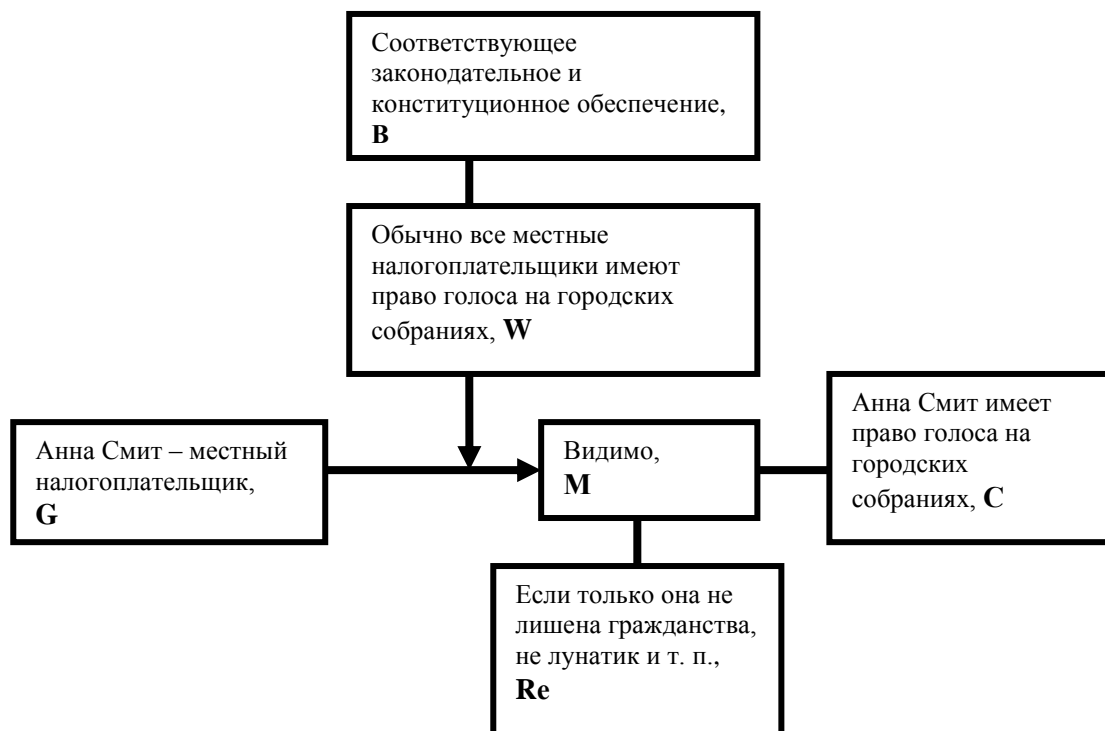 Соответствующее
законодательное и
конституционное обеспечение,
B
Обычно все местные
налогоплательщики имеют
право голоса на городских
собраниях, W
Анна Смит – местный
налогоплательщик,
G
Видимо,
M
Анна Смит имеет
право голоса на
городских
собраниях, C
Если только она не
лишена гражданства,
не лунатик и т. п.,
Re